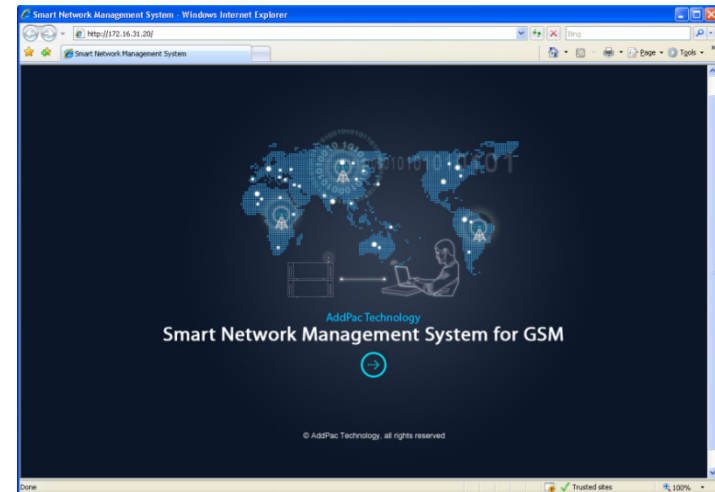 Smart Network Management System - Windows Internet Explorer
http://172.16.31.20/
Bing
Smart Network Management System
Page
Tools
AddPac Technology
Smart Network Management System for GSM
© AddPac Technology, all rights reserved
Done
Trusted sites
100%